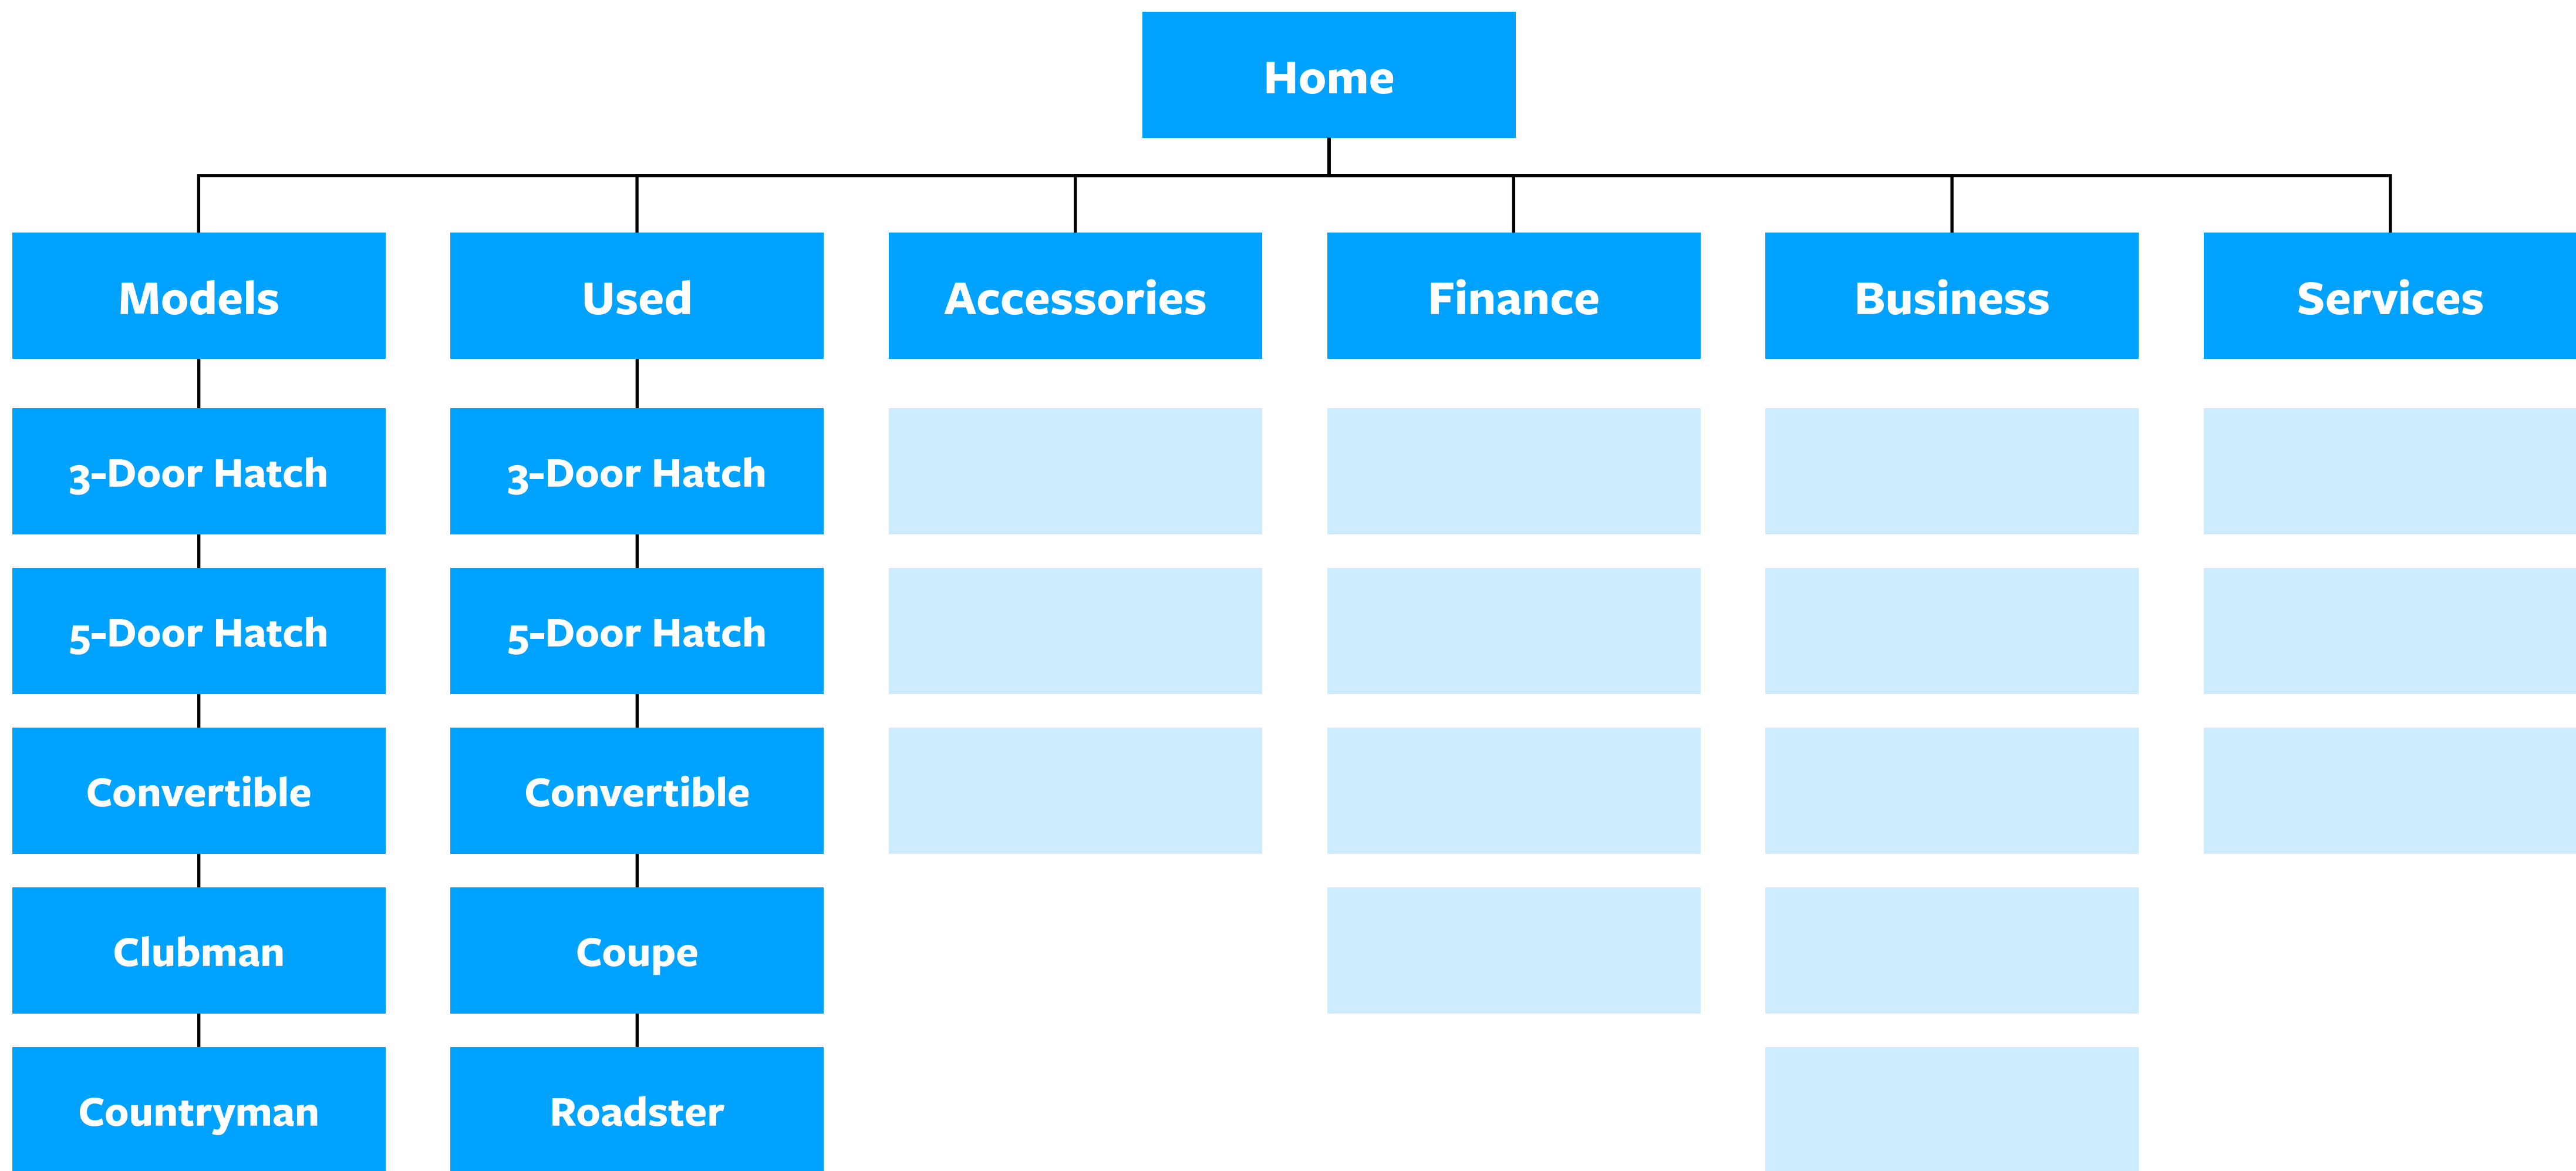 Home
Models
Used
Accessories
Finance
Business
Services
3-Door Hatch
3-Door Hatch
5-Door Hatch
5-Door Hatch
Convertible
Convertible
Clubman
Coupe
Countryman
Roadster